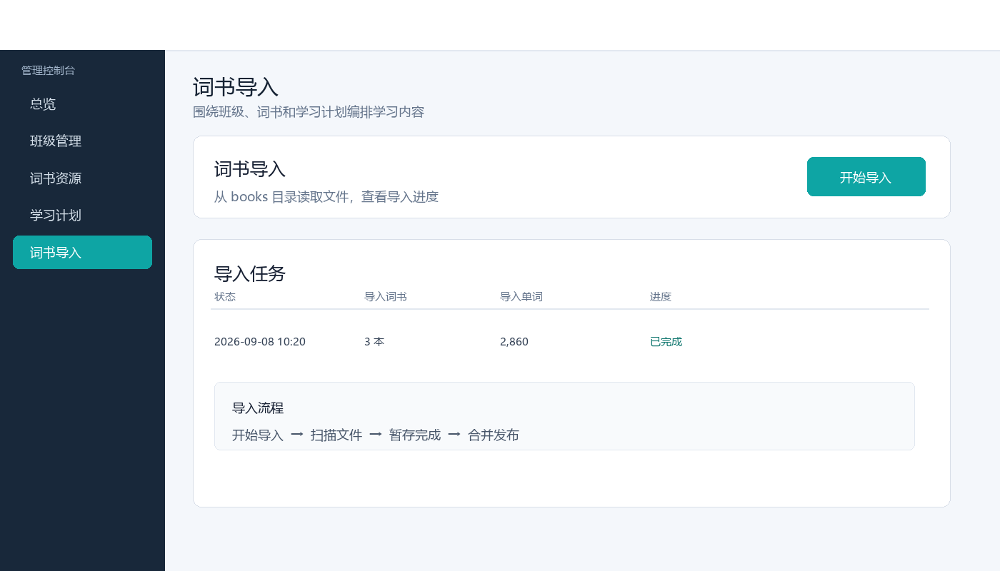 管理控制台
总览
班级管理
词书资源
学习计划
词书导入
词书导入
围绕班级、词书和学习计划编排学习内容
词书导入
从 books 目录读取文件，查看导入进度
开始导入
导入任务
状态 导入词书 导入单词 进度
2026-09-08 10:20 3 本 2,860 已完成
导入流程
开始导入 → 扫描文件 → 暂存完成 → 合并发布